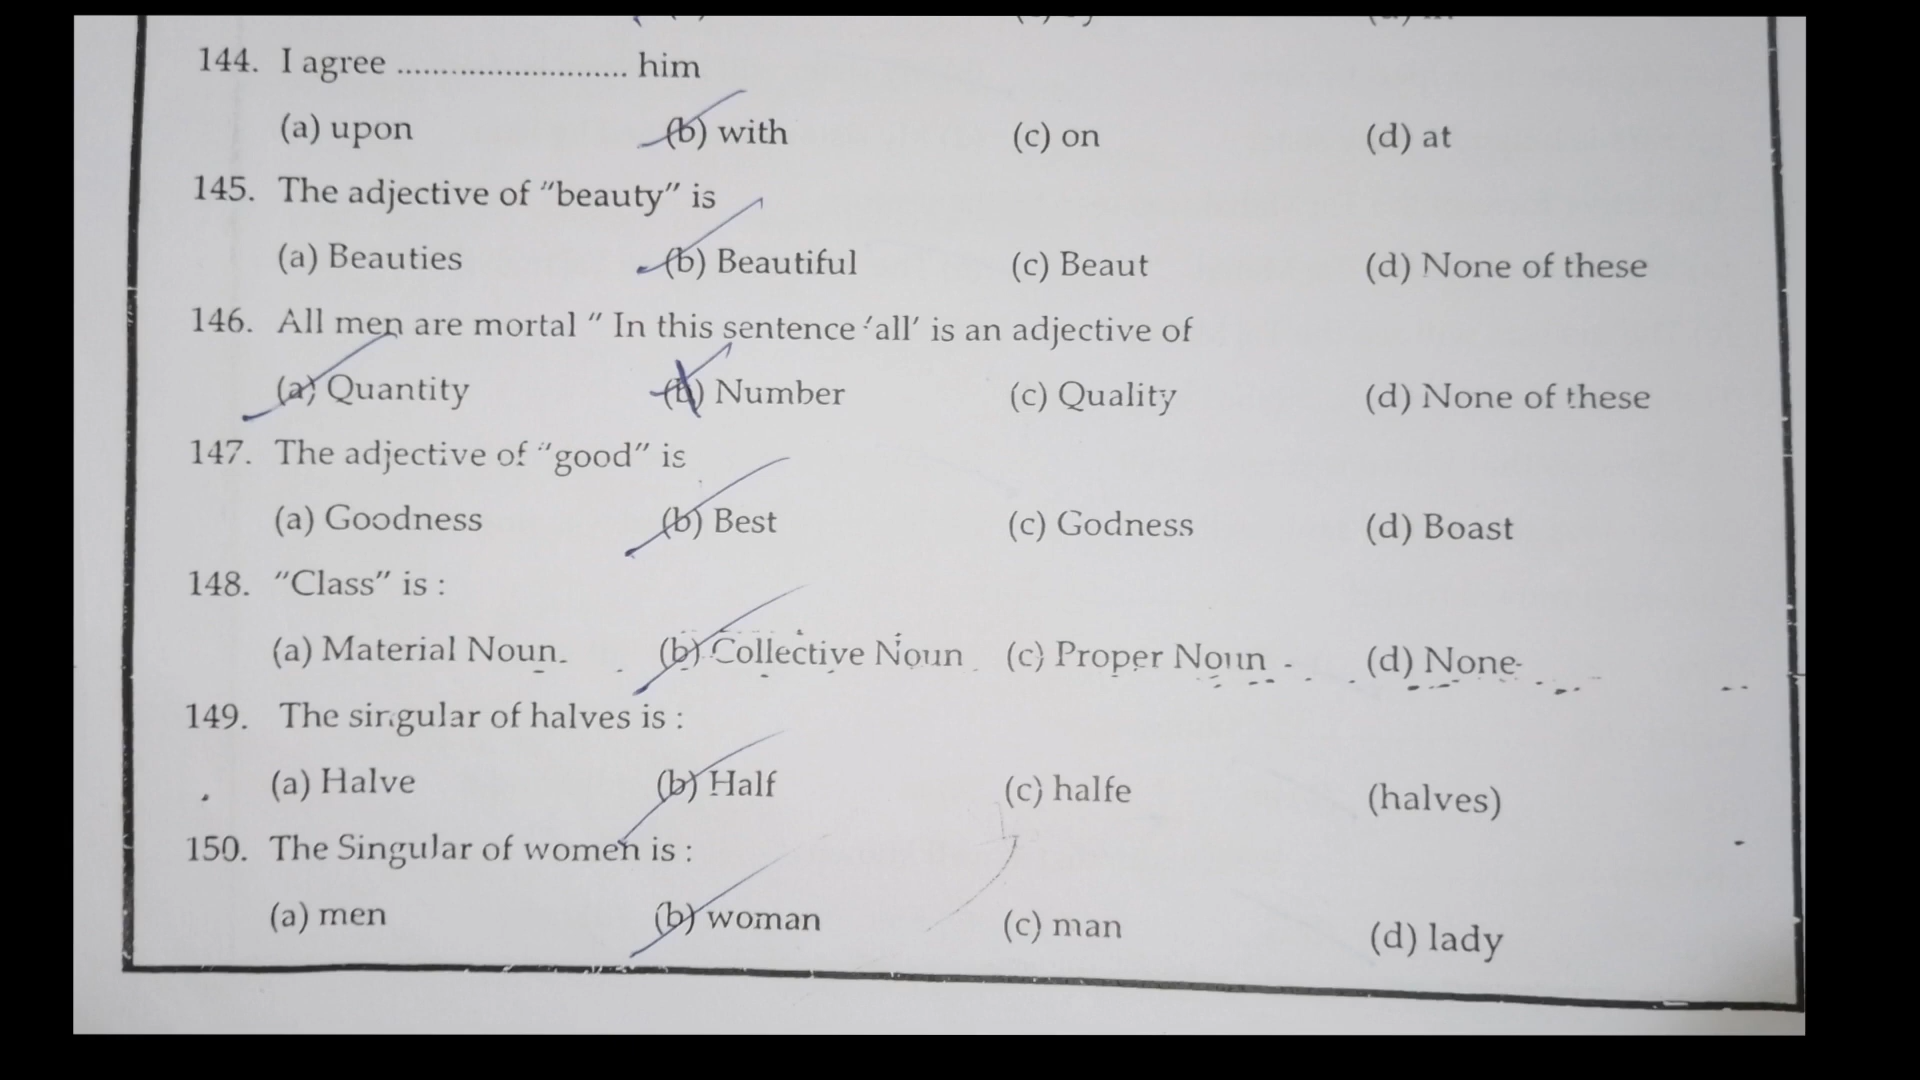 144. I agree .......................... him
(a) upon (b) with (c) on (d) at
145. The adjective of "beauty" is
(a) Beauties (b) Beautiful (c) Beaut (d) None of these
146. All men are mortal " In this sentence 'all' is an adjective of
(a) Quantity (b) Number (c) Quality (d) None of these
147. The adjective of "good" is
(a) Goodness (b) Best (c) Godness (d) Boast
148. "Class" is :
(a) Material Noun (b) Collective Noun (c) Proper Noun (d) None
149. The singular of halves is :
(a) Halve (b) Half (c) halfe (halves)
150. The Singular of women is :
(a) men (b) woman (c) man (d) lady